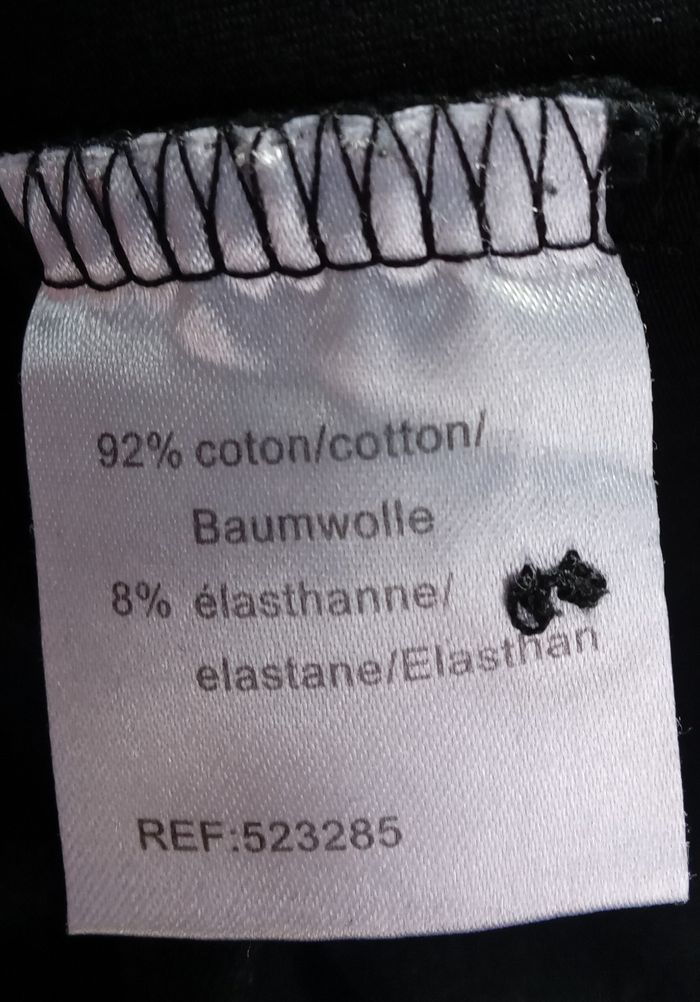 92% coton/cotton/
Baumwolle
8% élasthanne/
elastane/Elasthan
REF:523285